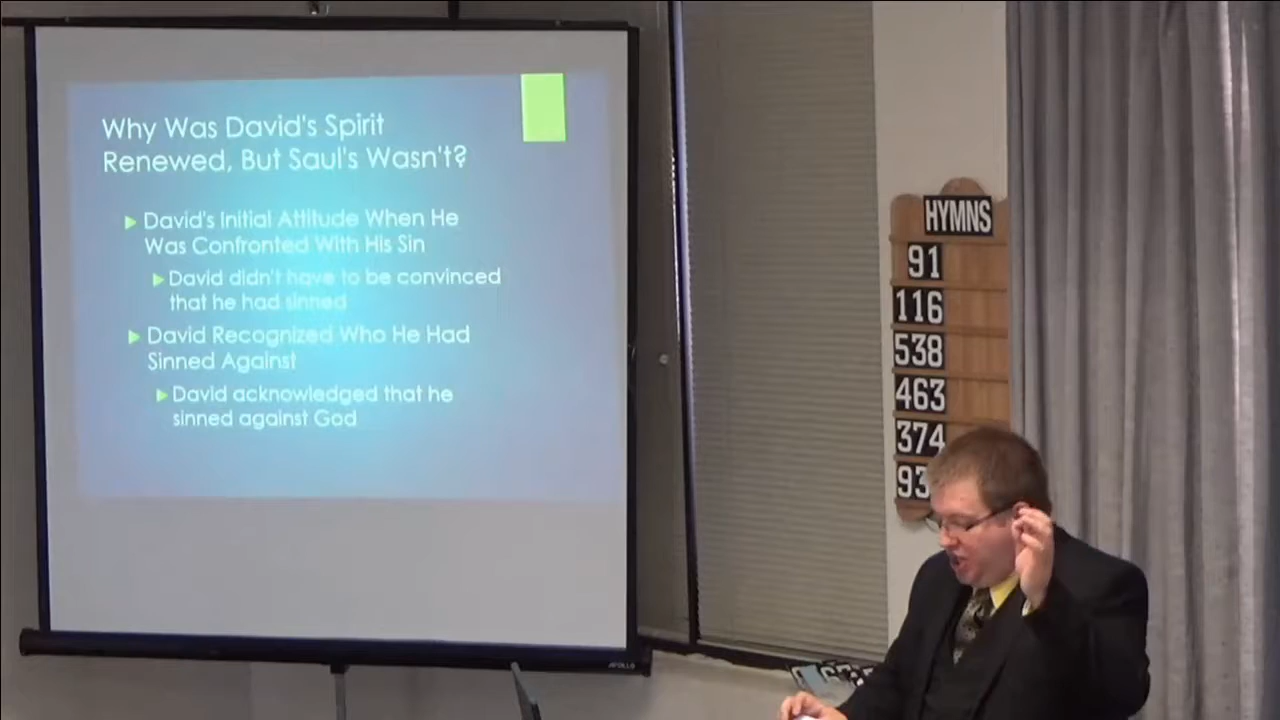 Why Was David's Spirit
Renewed, But Saul's Wasn't?
David's Initial Attitude When He
Was Confronted With His Sin
David didn't have to be convinced
that he had sinned
David Recognized Who He Had
Sinned Against
David acknowledged that he
sinned against God
APOLLO
HYMNS
91
116
538
463
374